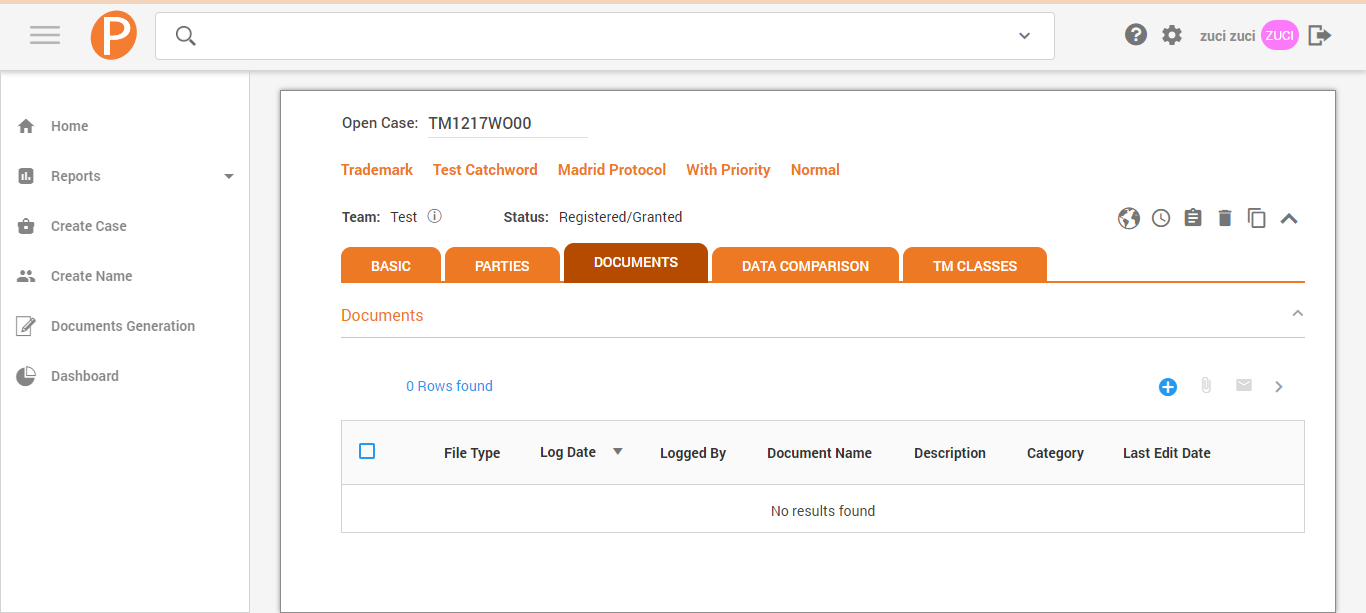 P
? zuci zuci ZUCI
Home
Reports
Create Case
Create Name
Documents Generation
Dashboard
Open Case: TM1217WO00
Trademark Test Catchword Madrid Protocol With Priority Normal
Team: Test i Status: Registered/Granted
BASIC PARTIES DOCUMENTS DATA COMPARISON TM CLASSES
Documents
0 Rows found
File Type Log Date Logged By Document Name Description Category Last Edit Date
No results found